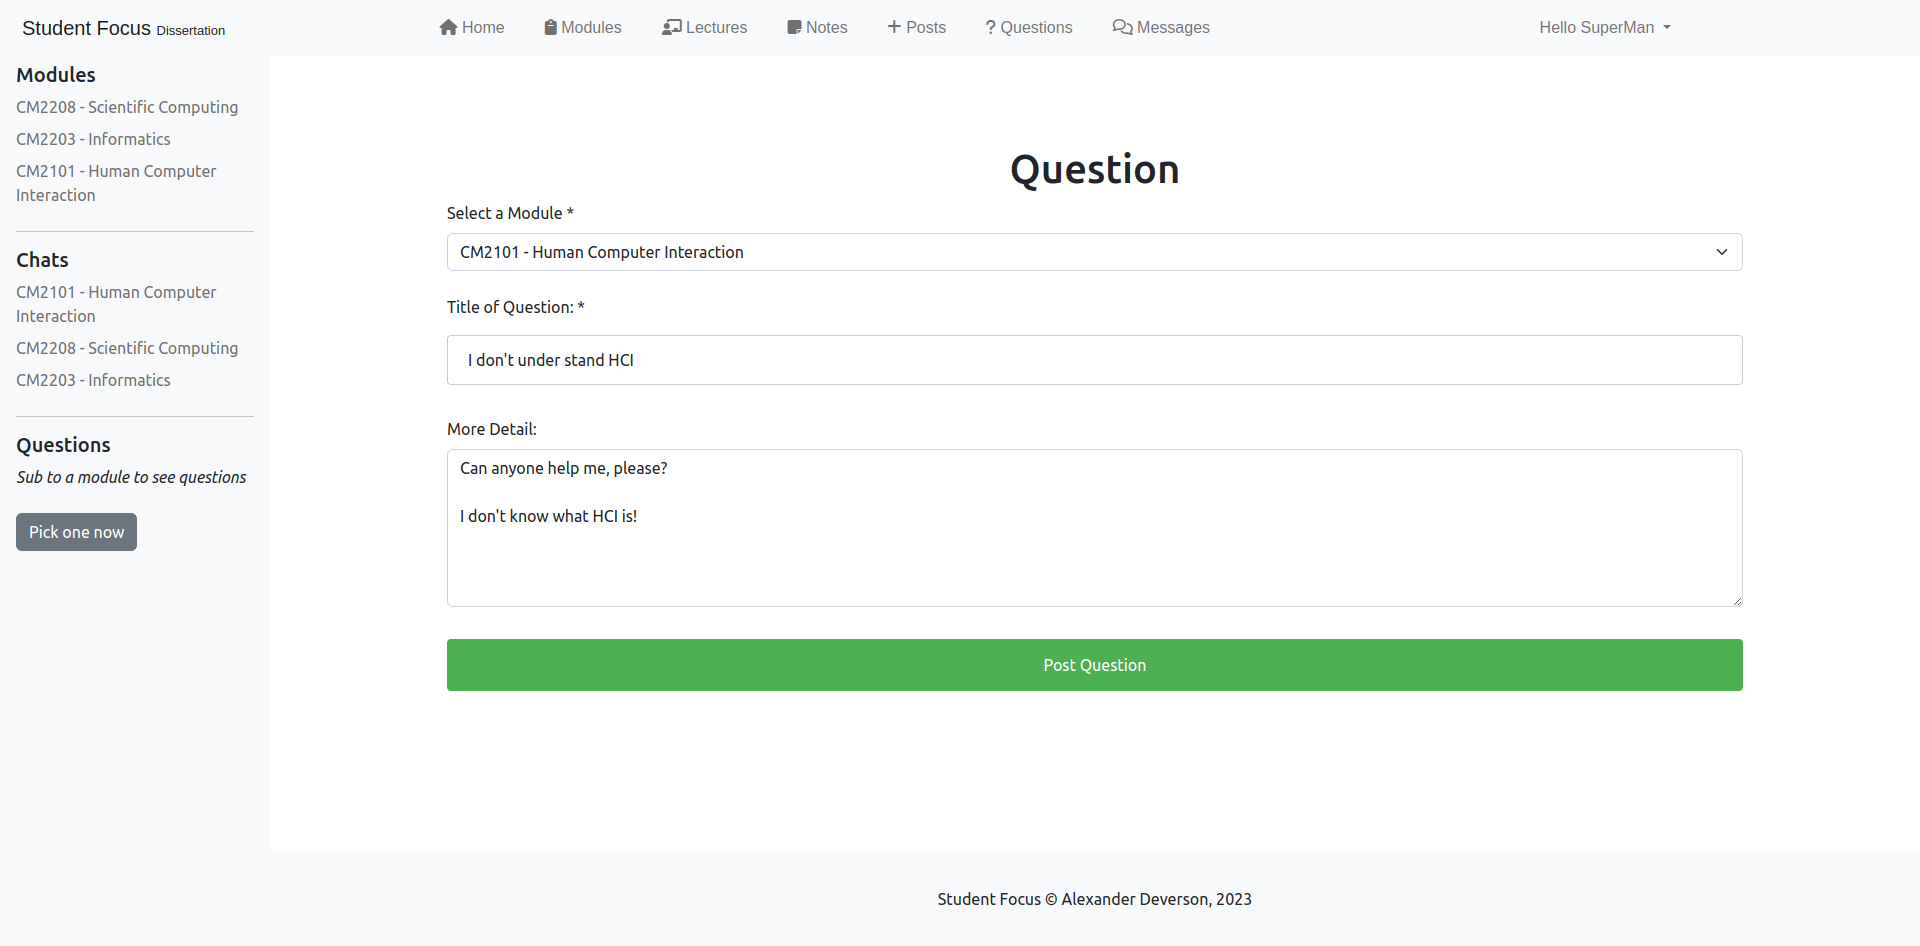 Student Focus Dissertation
Home Modules Lectures Notes Posts Questions Messages Hello SuperMan
Modules
CM2208 - Scientific Computing
CM2203 - Informatics
CM2101 - Human Computer
Interaction
Chats
CM2101 - Human Computer
Interaction
CM2208 - Scientific Computing
CM2203 - Informatics
Questions
Sub to a module to see questions
Pick one now
Question
Select a Module *
CM2101 - Human Computer Interaction
Title of Question: *
I don't under stand HCI
More Detail:
Can anyone help me, please?
I don't know what HCI is!
Post Question
Student Focus © Alexander Deverson, 2023